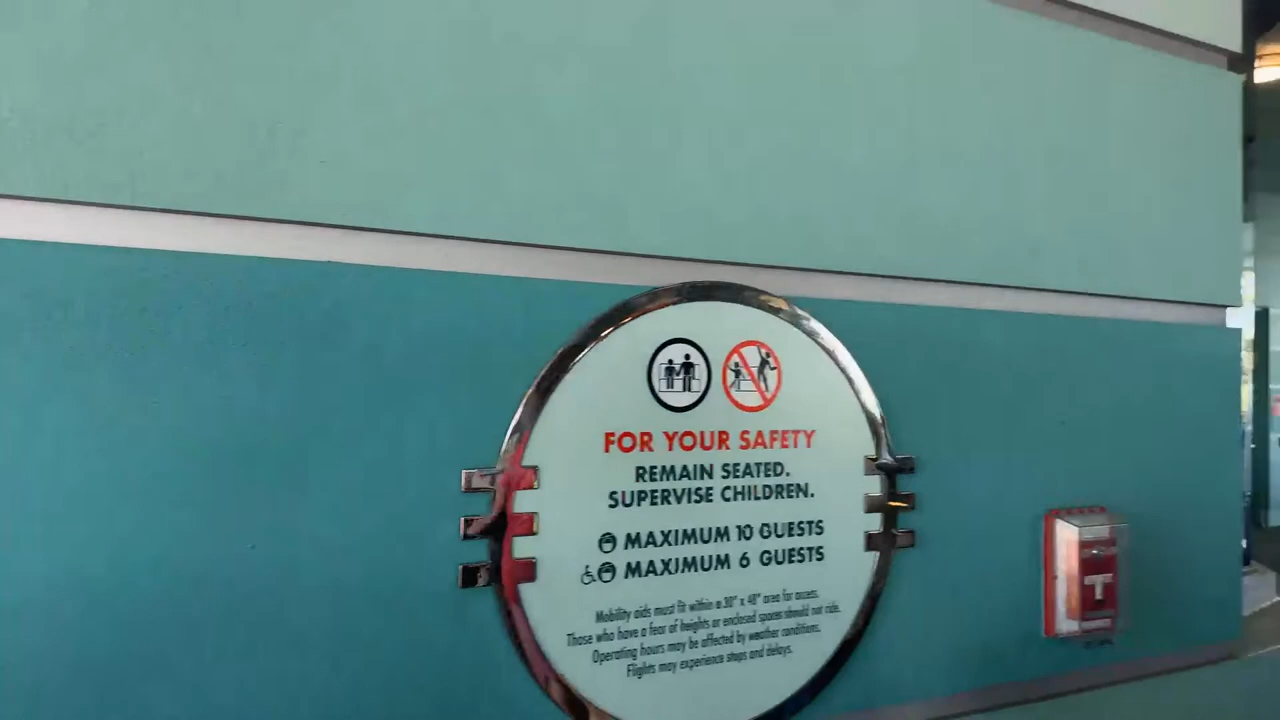 FOR YOUR SAFETY
REMAIN SEATED.
SUPERVISE CHILDREN.
MAXIMUM 10 GUESTS
MAXIMUM 6 GUESTS
Mobility aids must fit within a 30" x 48" area for access.
Those who have a fear of heights or enclosed spaces should not ride.
Operating hours may be affected by weather conditions.
Flights may experience stops and delays.